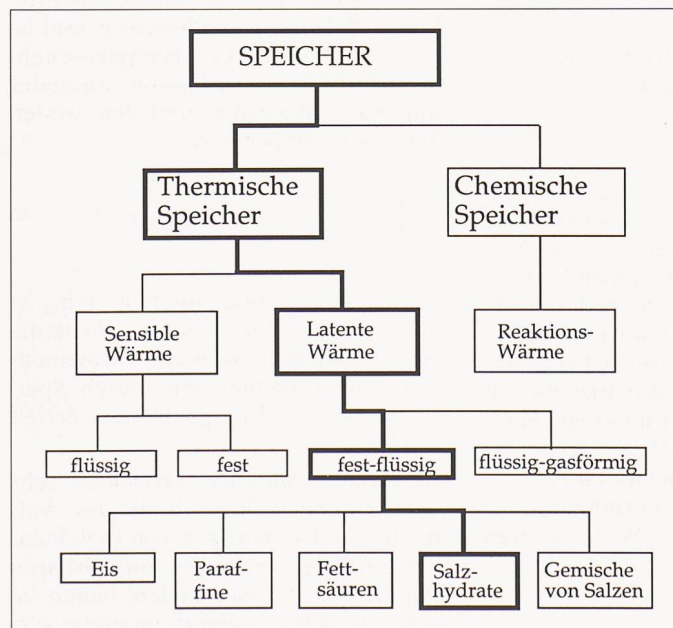 SPEICHER
Thermische
Speicher
Chemische
Speicher
Sensible
Wärme
Latente
Wärme
Reaktions-
Wärme
flüssig
fest
fest-flüssig
flüssig-gasförmig
Eis
Paraf-
fine
Fett-
säuren
Salz-
hydrate
Gemische
von Salzen